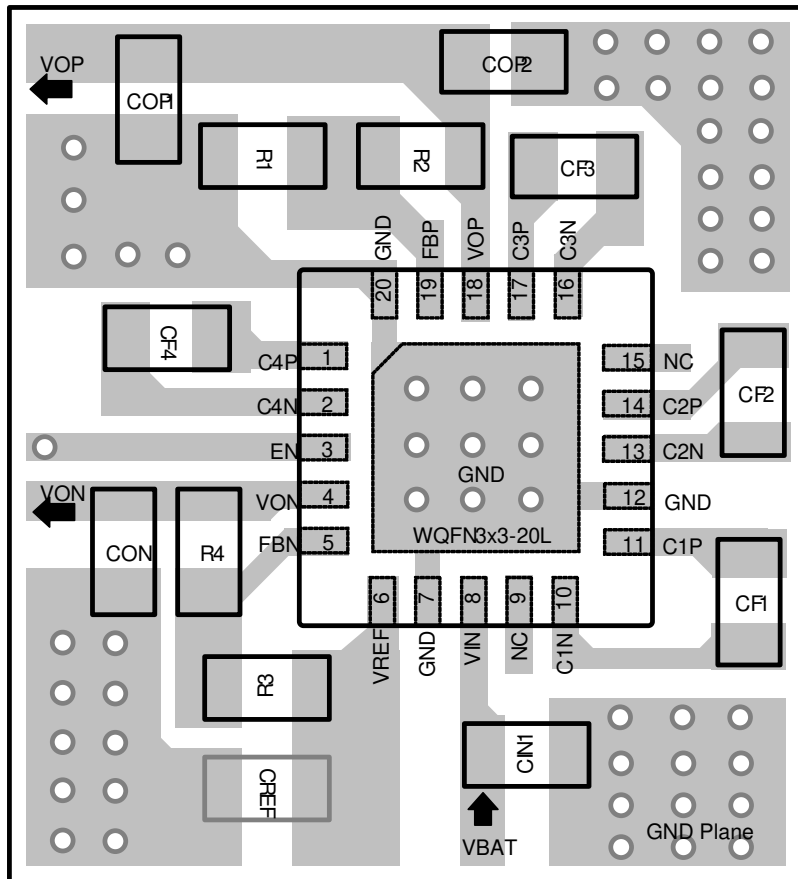 VOP
COP1
COP2
R1
R2
CF3
GND
FBP
VOP
C3P
C3N
20
19
18
17
16
CF4
C4P
1
15
NC
C4N
2
14
C2P
CF2
EN
3
13
C2N
GND
VON
VON
4
12
GND
CON
R4
FBN
5
WQFN 3x3-20L
11
C1P
6
7
8
9
10
CF1
VREF
GND
VIN
NC
C1N
R3
CREF
CIN1
VBAT
GND Plane